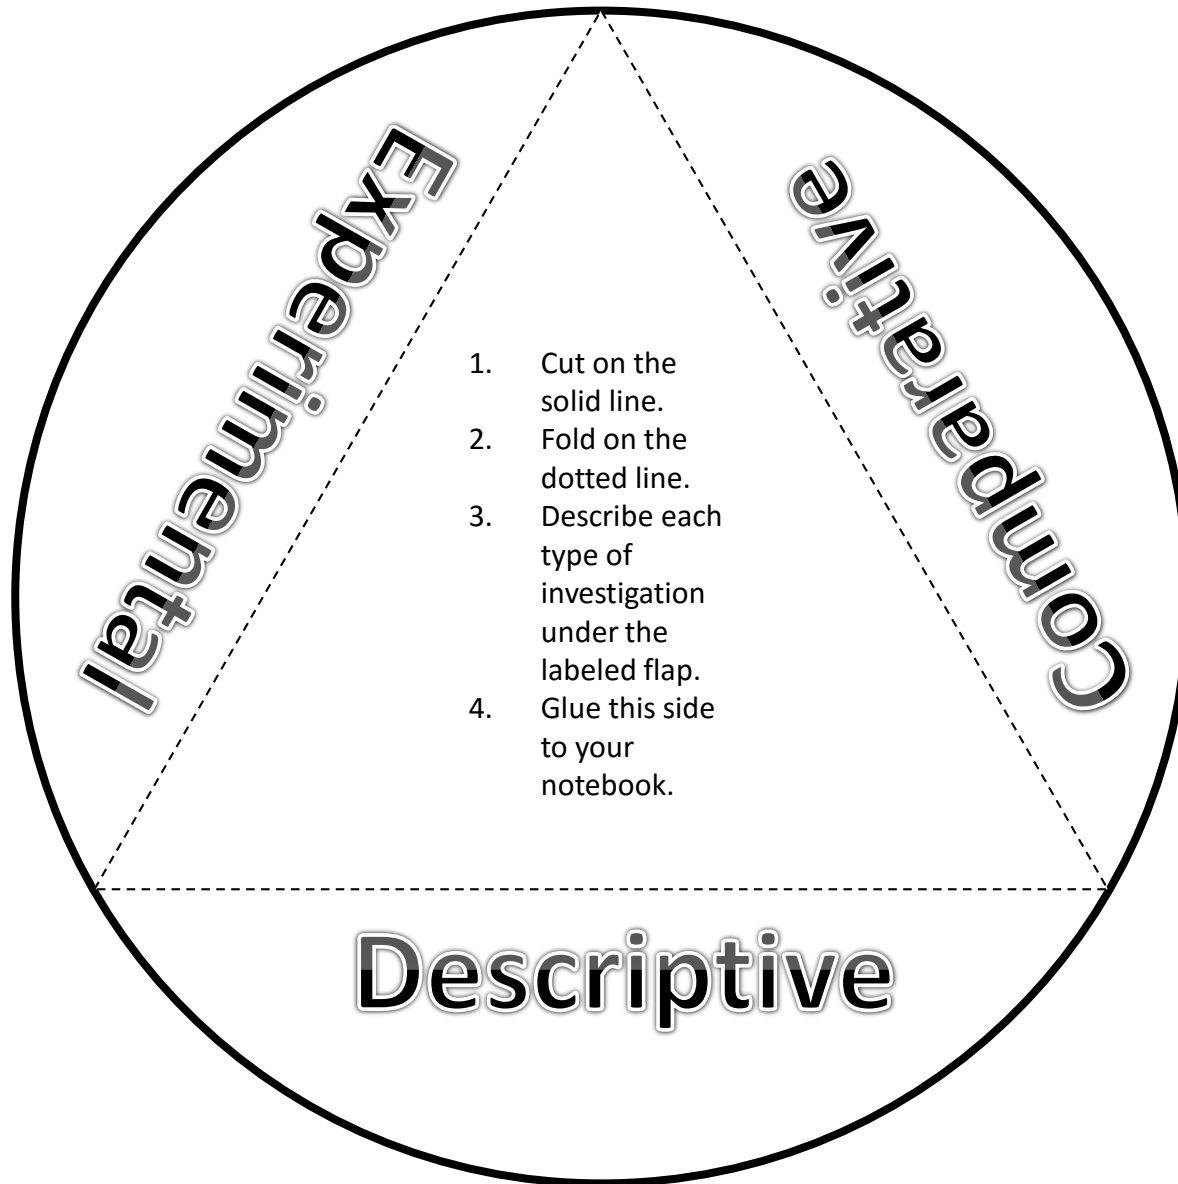 Experimental
Comparative
1. Cut on the
solid line.
2. Fold on the
dotted line.
3. Describe each
type of
investigation
under the
labeled flap.
4. Glue this side
to your
notebook.
Descriptive